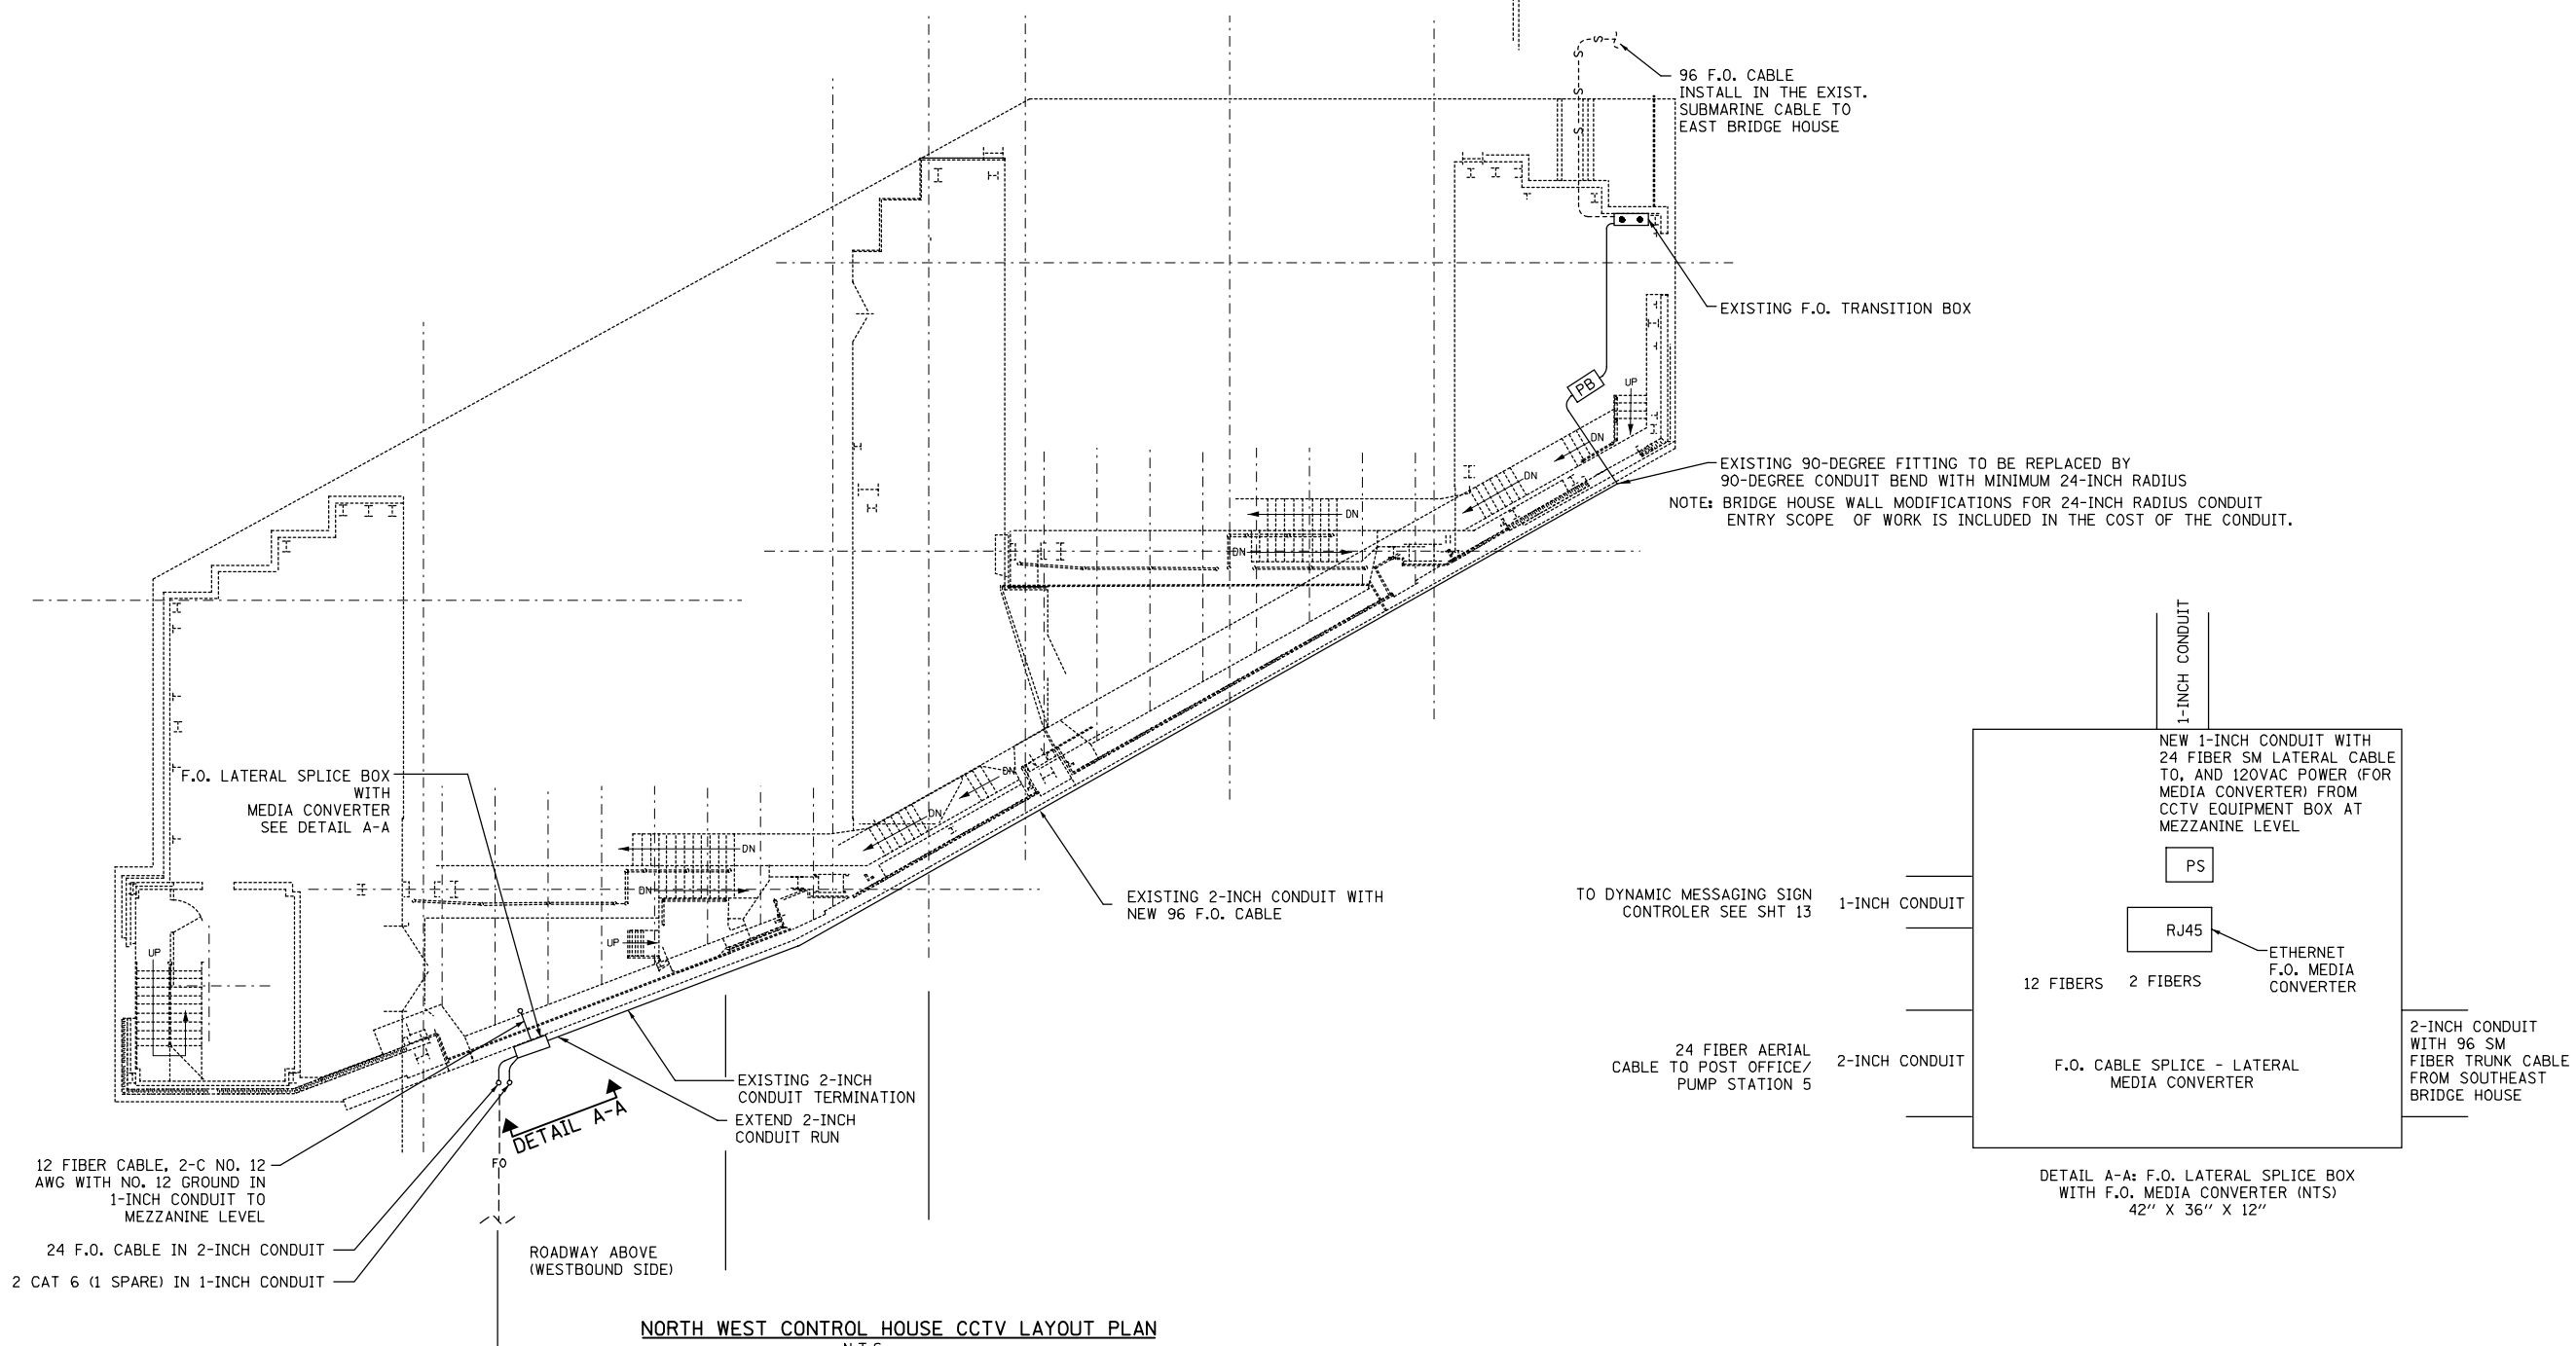 96 F.O. CABLE
INSTALL IN THE EXIST.
SUBMARINE CABLE TO
EAST BRIDGE HOUSE
S
S
S
S
EXISTING F.O. TRANSITION BOX
PB
UP
DN
DN
EXISTING 90-DEGREE FITTING TO BE REPLACED BY
90-DEGREE CONDUIT BEND WITH MINIMUM 24-INCH RADIUS
NOTE: BRIDGE HOUSE WALL MODIFICATIONS FOR 24-INCH RADIUS CONDUIT
ENTRY SCOPE OF WORK IS INCLUDED IN THE COST OF THE CONDUIT.
DN
DN
F.O. LATERAL SPLICE BOX
WITH
MEDIA CONVERTER
SEE DETAIL A-A
DN
DN
DN
DN
UP
UP
EXISTING 2-INCH CONDUIT WITH
NEW 96 F.O. CABLE
EXISTING 2-INCH
CONDUIT TERMINATION
EXTEND 2-INCH
CONDUIT RUN
DETAIL A-A
FO
12 FIBER CABLE, 2-C NO. 12
AWG WITH NO. 12 GROUND IN
1-INCH CONDUIT TO
MEZZANINE LEVEL
24 F.O. CABLE IN 2-INCH CONDUIT
2 CAT 6 (1 SPARE) IN 1-INCH CONDUIT
ROADWAY ABOVE
(WESTBOUND SIDE)
NORTH WEST CONTROL HOUSE CCTV LAYOUT PLAN
1-INCH CONDUIT
NEW 1-INCH CONDUIT WITH
24 FIBER SM LATERAL CABLE
TO, AND 120VAC POWER (FOR
MEDIA CONVERTER) FROM
CCTV EQUIPMENT BOX AT
MEZZANINE LEVEL
PS
TO DYNAMIC MESSAGING SIGN
CONTROLER SEE SHT 13
1-INCH CONDUIT
RJ45
ETHERNET
F.O. MEDIA
CONVERTER
12 FIBERS
2 FIBERS
24 FIBER AERIAL
CABLE TO POST OFFICE/
PUMP STATION 5
2-INCH CONDUIT
F.O. CABLE SPLICE - LATERAL
MEDIA CONVERTER
2-INCH CONDUIT
WITH 96 SM
FIBER TRUNK CABLE
FROM SOUTHEAST
BRIDGE HOUSE
DETAIL A-A: F.O. LATERAL SPLICE BOX
WITH F.O. MEDIA CONVERTER (NTS)
42" X 36" X 12"